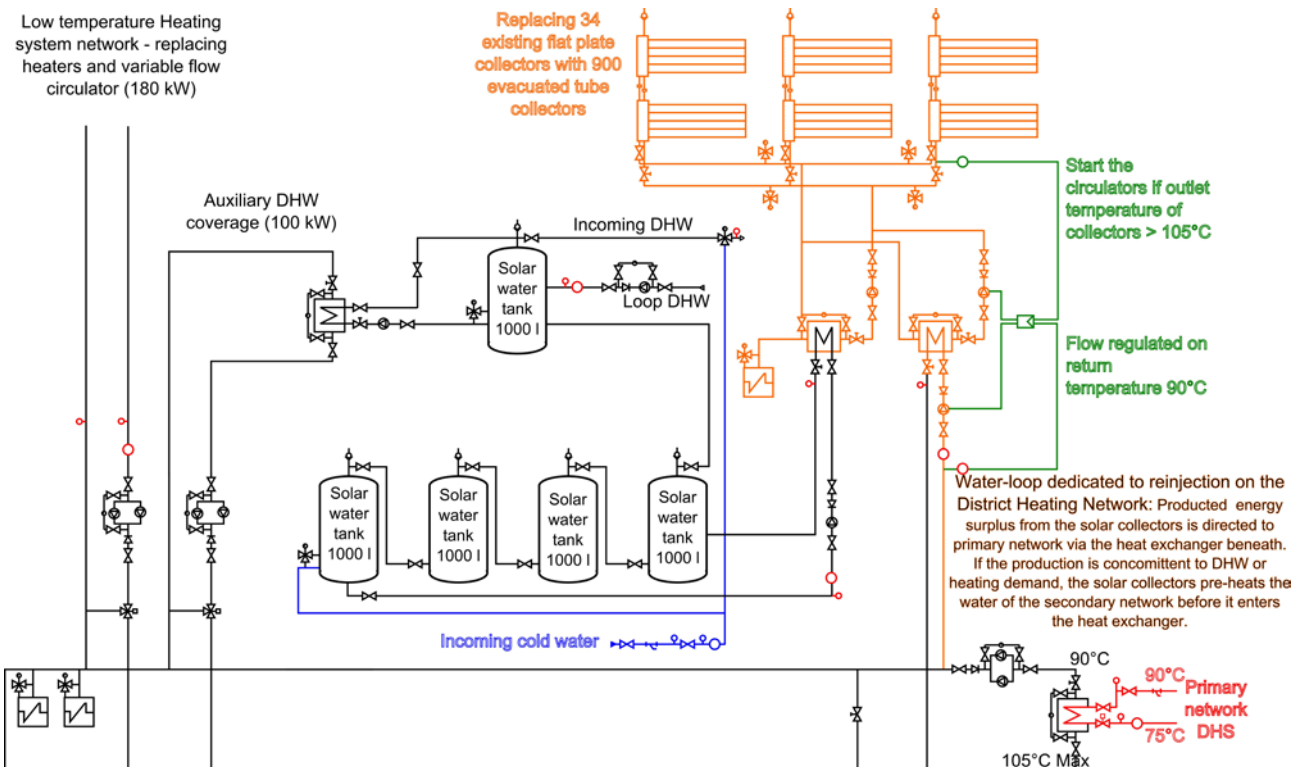 Low temperature Heating
system network - replacing
heaters and variable flow
circulator (180 kW)
Replacing 34
existing flat plate
collectors with 900
evacuated tube
collectors
Start the
circulators if outlet
temperature of
collectors > 105°C
Auxiliary DHW
coverage (100 kW)
Incoming DHW
Solar
water
tank
1000 l
Loop DHW
Flow regulated on
return
temperature 90°C
Solar
water
tank
1000 l
Solar
water
tank
1000 l
Solar
water
tank
1000 l
Solar
water
tank
1000 l
Water-loop dedicated to reinjection on the
District Heating Network: Producted energy
surplus from the solar collectors is directed to
primary network via the heat exchanger beneath.
If the production is concomittent to DHW or
heating demand, the solar collectors pre-heats the
water of the secondary network before it enters
the heat exchanger.
Incoming cold water
90°C
90°C
Primary
network
DHS
75°C
105°C Max